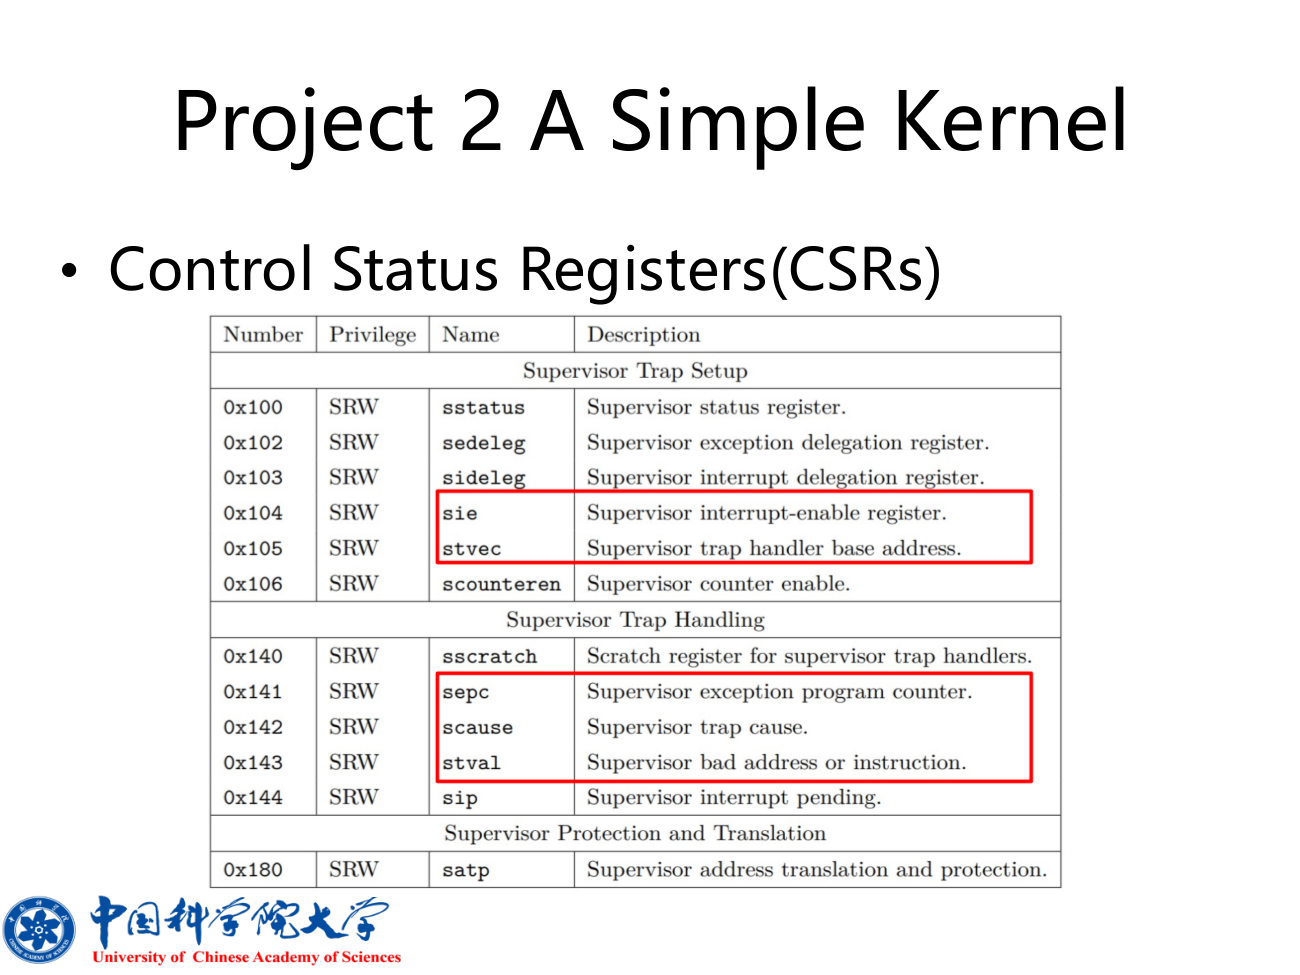 Project 2 A Simple Kernel
• Control Status Registers(CSRs)
Number Privilege Name Description
Supervisor Trap Setup
0x100 SRW sstatus Supervisor status register.
0x102 SRW sedeleg Supervisor exception delegation register.
0x103 SRW sideleg Supervisor interrupt delegation register.
0x104 SRW sie Supervisor interrupt-enable register.
0x105 SRW stvec Supervisor trap handler base address.
0x106 SRW scounteren Supervisor counter enable.
Supervisor Trap Handling
0x140 SRW sscratch Scratch register for supervisor trap handlers.
0x141 SRW sepc Supervisor exception program counter.
0x142 SRW scause Supervisor trap cause.
0x143 SRW stval Supervisor bad address or instruction.
0x144 SRW sip Supervisor interrupt pending.
Supervisor Protection and Translation
0x180 SRW satp Supervisor address translation and protection.
中国科学院大学
University of Chinese Academy of Sciences